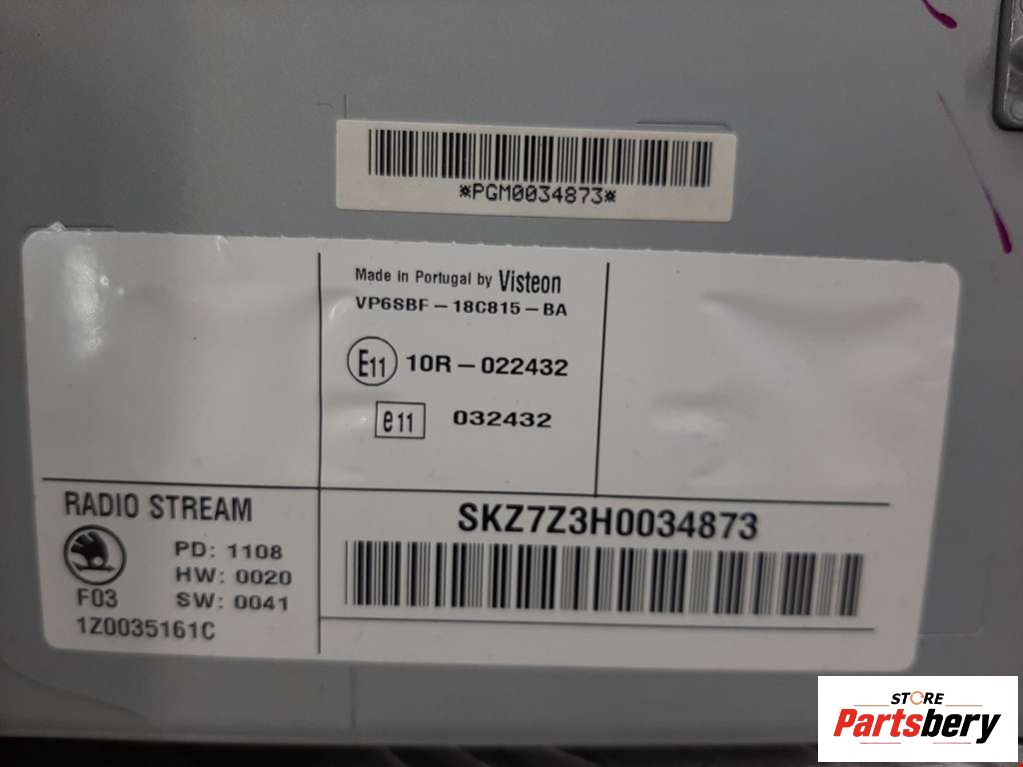 *PGM0034873*
Made in Portugal by Visteon
VP6SBF-18C815-BA
E11 10R-022432
e11 032432
RADIO STREAM
PD: 1108
HW: 0020
F03 SW: 0041
1Z0035161C
SKZ7Z3H0034873
STORE
Partsbery